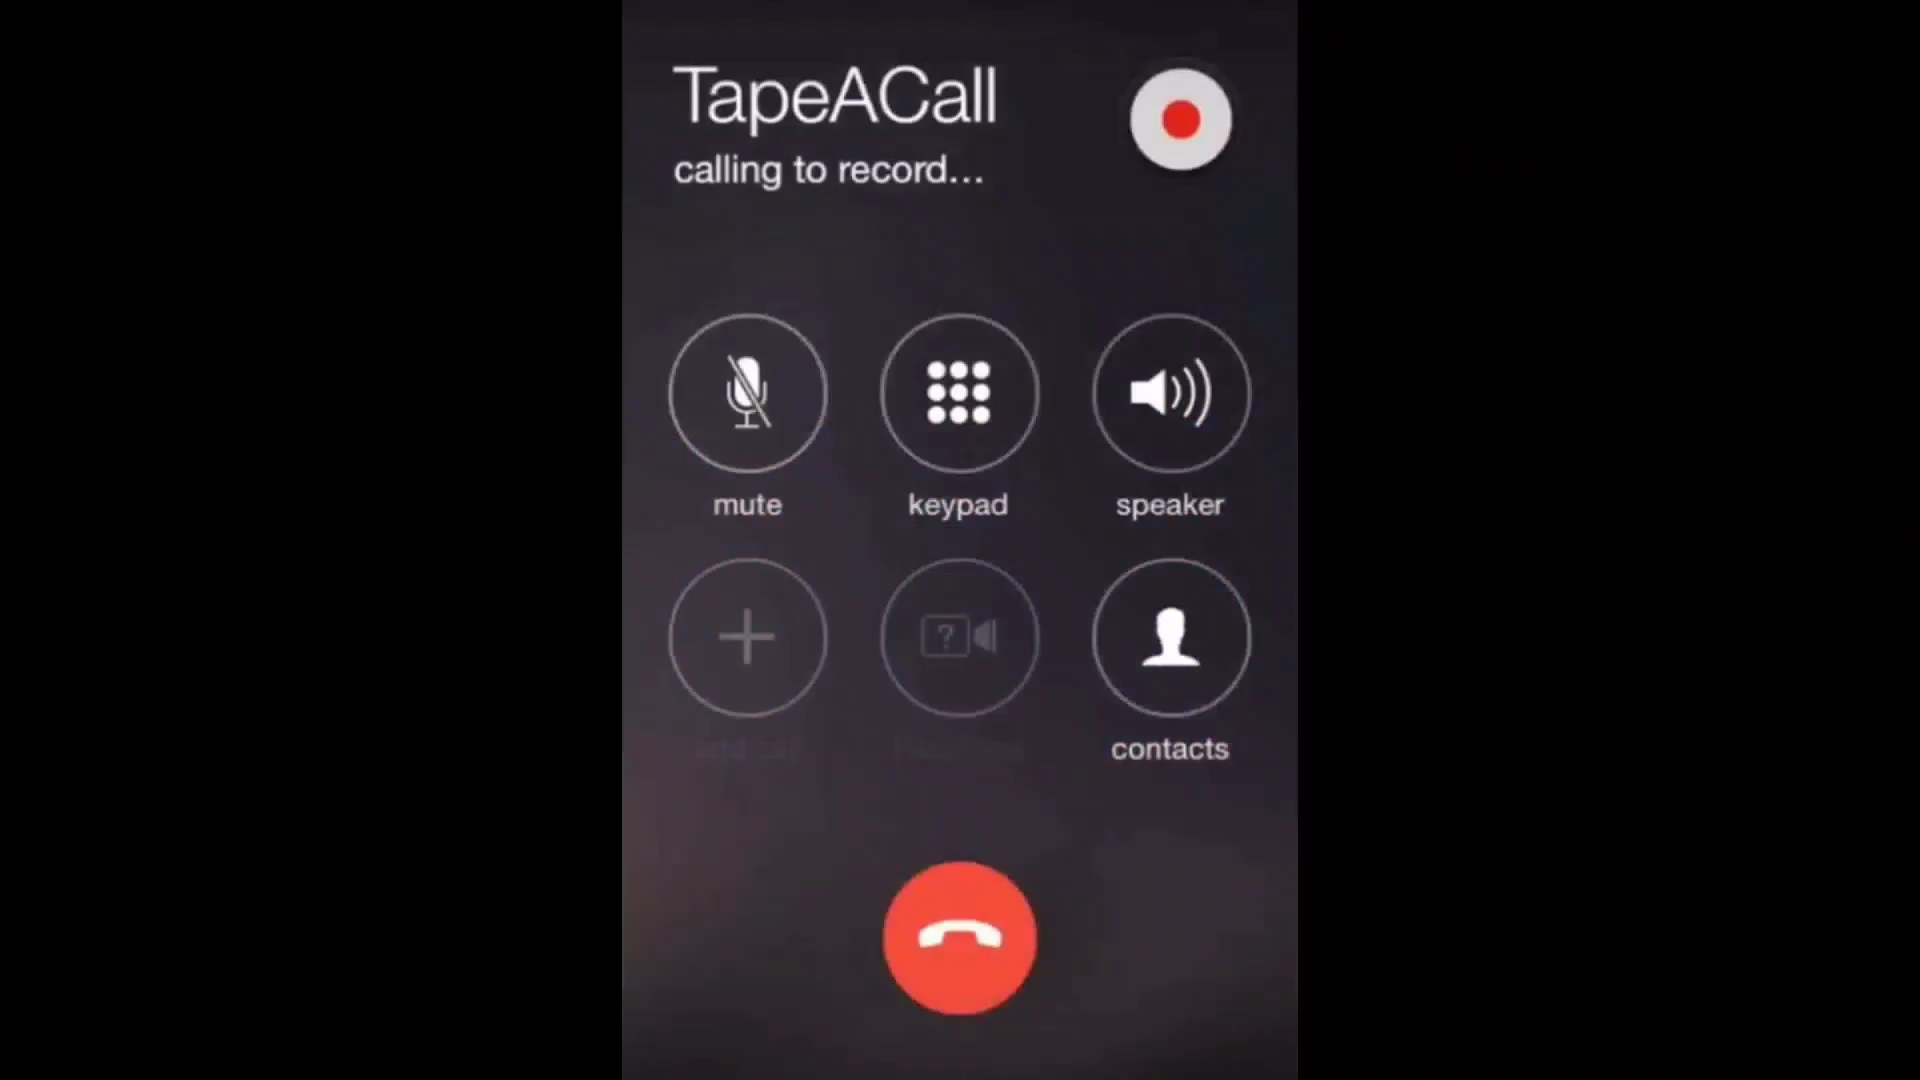 TapeACall
calling to record...
mute
keypad
speaker
contacts